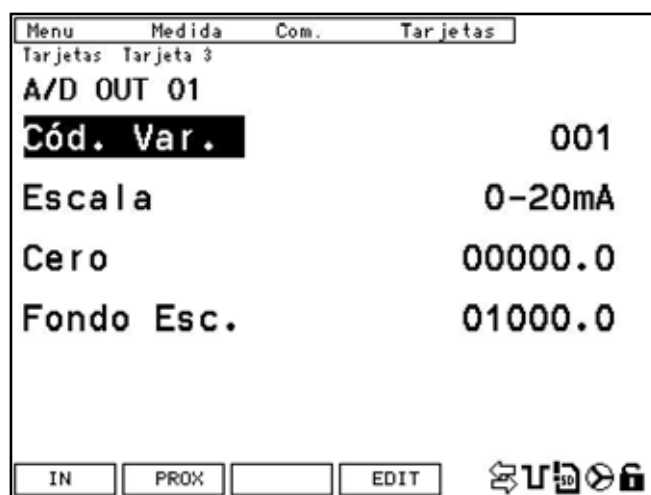 Menu Medida Com. Tarjetas
Tarjetas Tarjeta 3
A/D OUT 01
Cód. Var. 001
Escala 0-20mA
Cero 00000.0
Fondo Esc. 01000.0
IN PROX EDIT SD